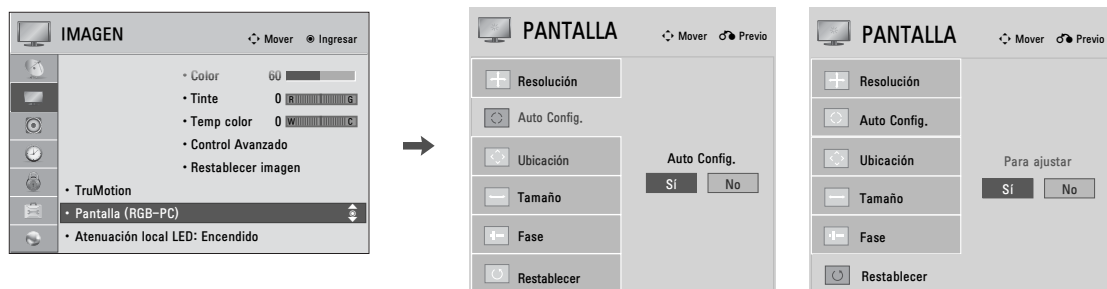 IMAGEN
Mover Ingresar
• Color 60
• Tinte 0 R G
• Temp color 0 W C
• Control Avanzado
• Restablecer imagen
• TruMotion
• Pantalla (RGB-PC)
• Atenuación local LED: Encendido
PANTALLA
Mover Previo
Resolución
Auto Config.
Ubicación
Tamaño
Fase
Restablecer
Auto Config.
Sí No
PANTALLA
Mover Previo
Resolución
Auto Config.
Ubicación
Tamaño
Fase
Restablecer
Para ajustar
Sí No